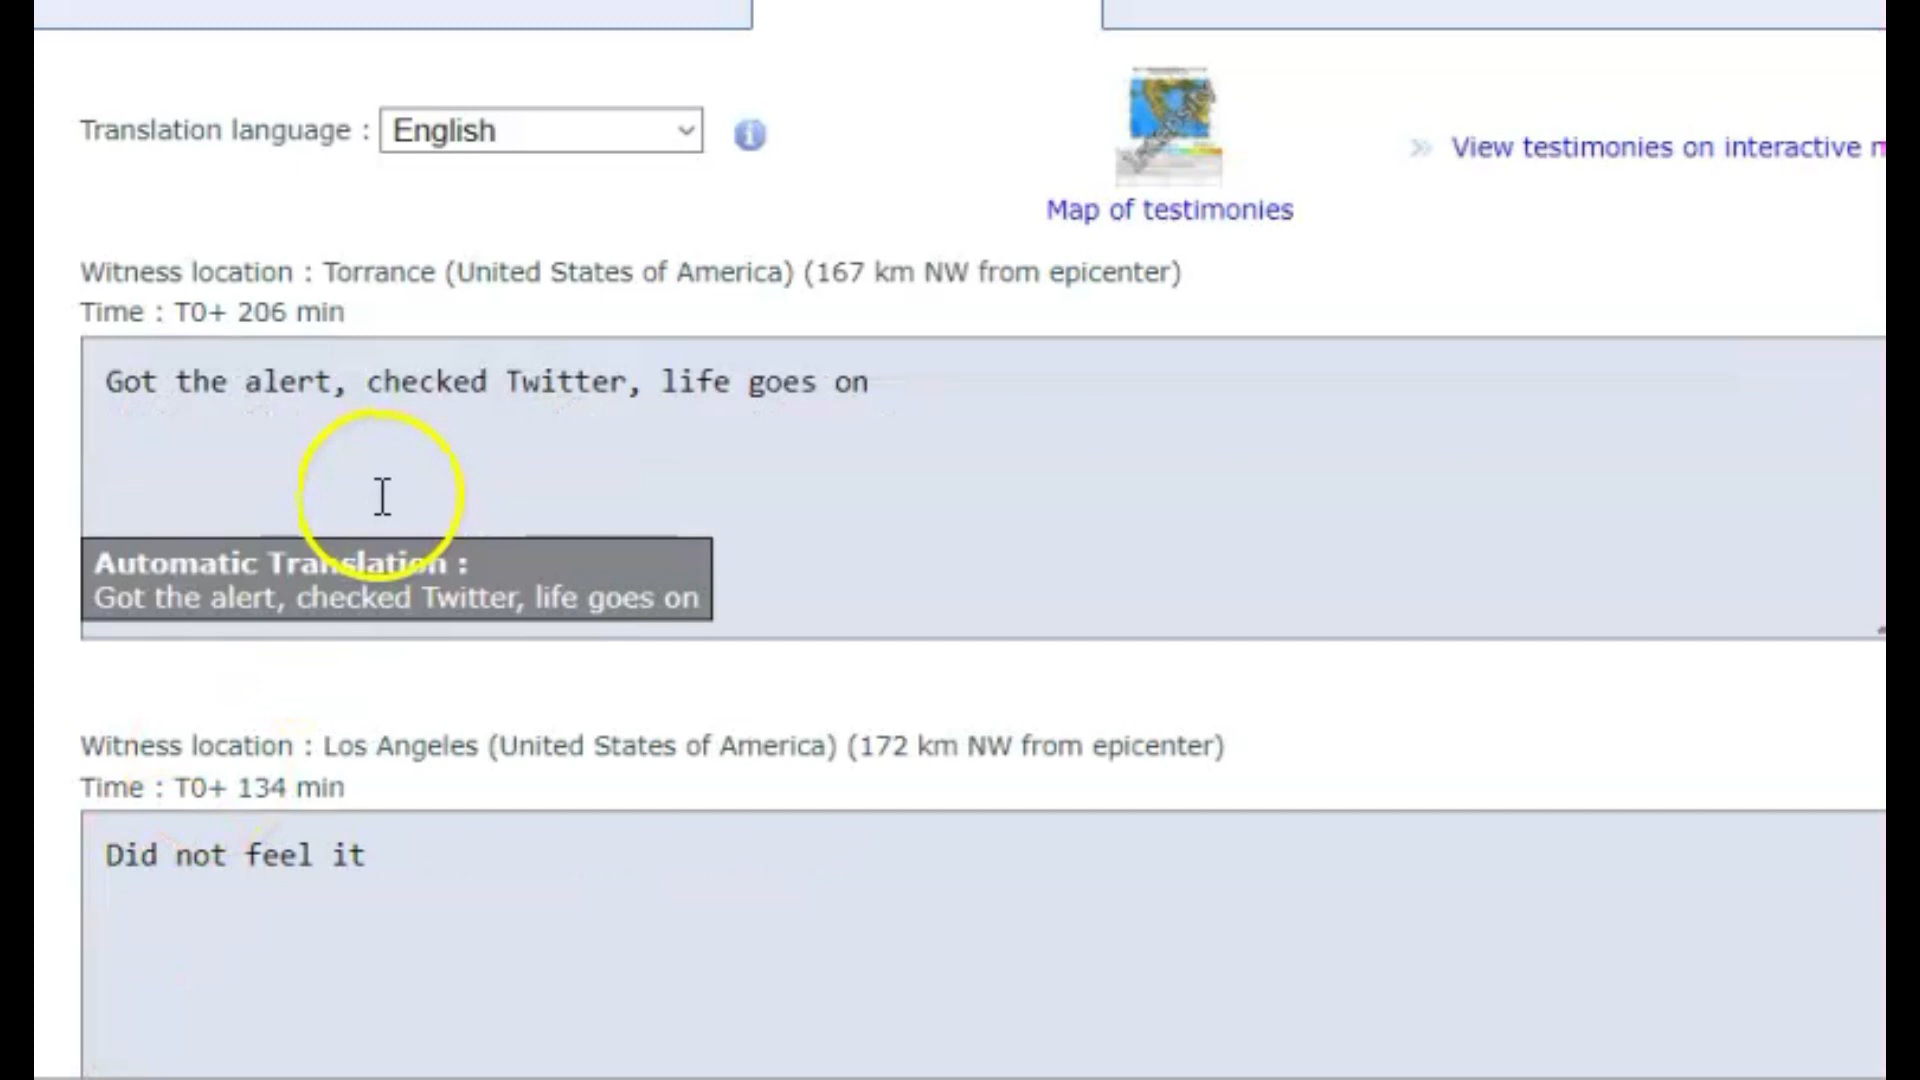 Translation language : English
View testimonies on interactive
Map of testimonies
Witness location : Torrance (United States of America) (167 km NW from epicenter)
Time : T0+ 206 min
Got the alert, checked Twitter, life goes on
Automatic Translation :
Got the alert, checked Twitter, life goes on
Witness location : Los Angeles (United States of America) (172 km NW from epicenter)
Time : T0+ 134 min
Did not feel it